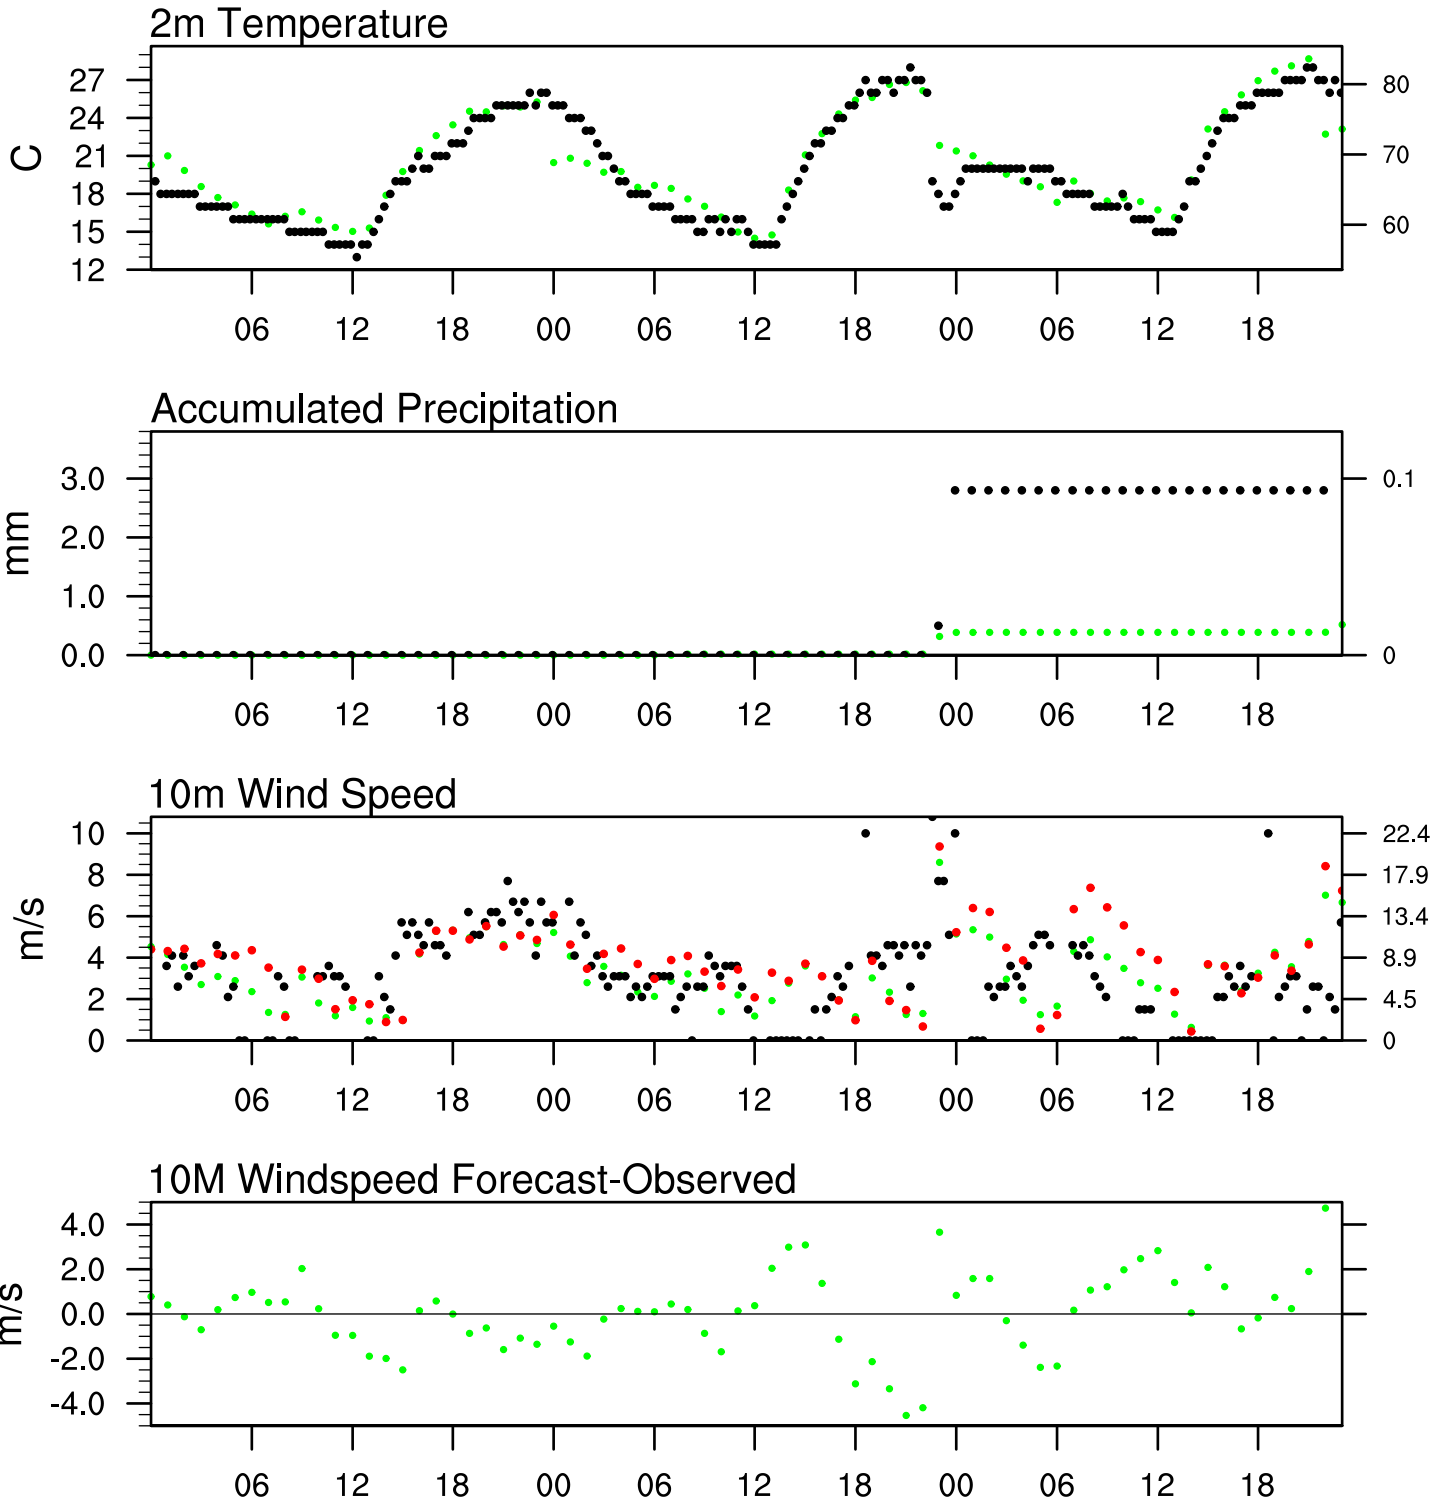 2m Temperature
27
24
21
18
15
12
C
80
70
60
06 12 18 00 06 12 18 00 06 12 18
Accumulated Precipitation
3.0
2.0
1.0
0.0
mm
0.1
0
06 12 18 00 06 12 18 00 06 12 18
10m Wind Speed
10
8
6
4
2
0
m/s
22.4
17.9
13.4
8.9
4.5
0
06 12 18 00 06 12 18 00 06 12 18
10M Windspeed Forecast-Observed
4.0
2.0
0.0
-2.0
-4.0
m/s
06 12 18 00 06 12 18 00 06 12 18